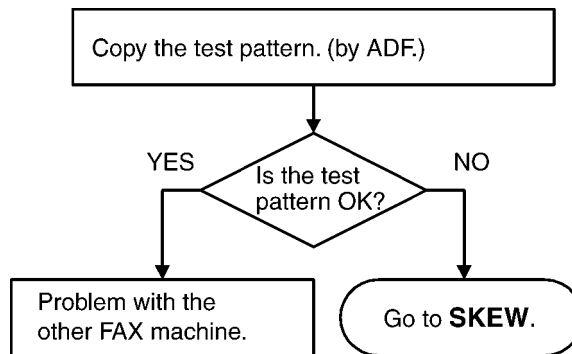 Copy the test pattern. (by ADF.)
YES
NO
Is the test
pattern OK?
Problem with the
other FAX machine.
Go to SKEW.